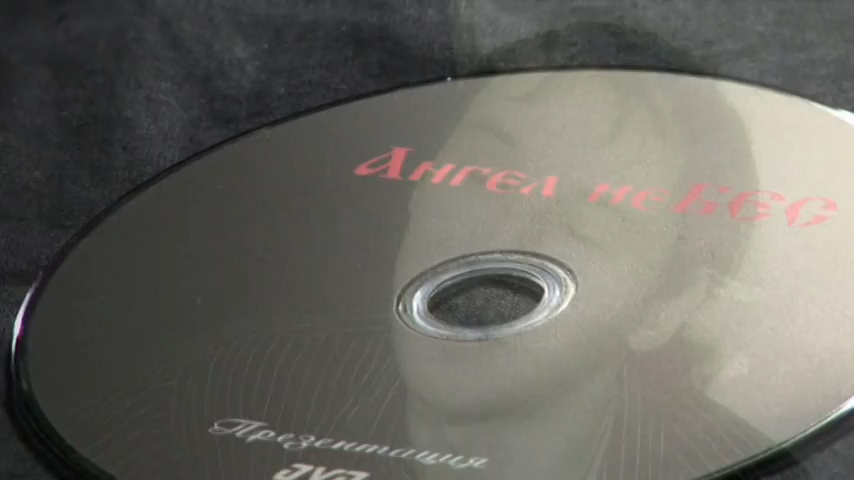 Ангел небес
Презентация